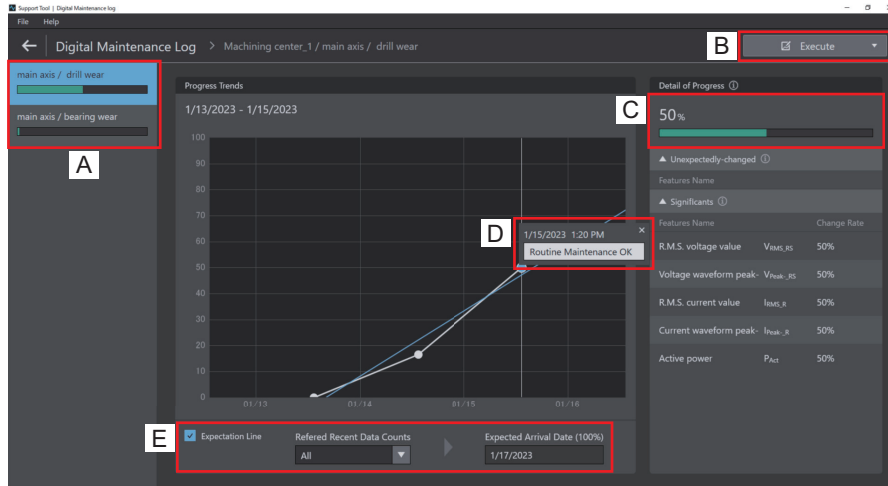 Support Tool | Digital Maintenance log
File Help
Digital Maintenance Log > Machining center_1 / main axis / drill wear
B
Execute
main axis / drill wear
main axis / bearing wear
A
Progress Trends
1/13/2023 - 1/15/2023
100
90
80
70
60
50
40
30
20
10
0
01/13 01/14 01/15 01/16
D
1/15/2023 1:20 PM ×
Routine Maintenance OK
E
Expectation Line
Refered Recent Data Counts
All
Expected Arrival Date (100%)
1/17/2023
Detail of Progress
C
50%
Unexpectedly-changed
Features Name
Significants
Features Name Change Rate
R.M.S. voltage value VRMS_RS 50%
Voltage waveform peak- VPeak-_RS 50%
R.M.S. current value IRMS_R 50%
Current waveform peak- IPeak-_R 50%
Active power PAct 50%